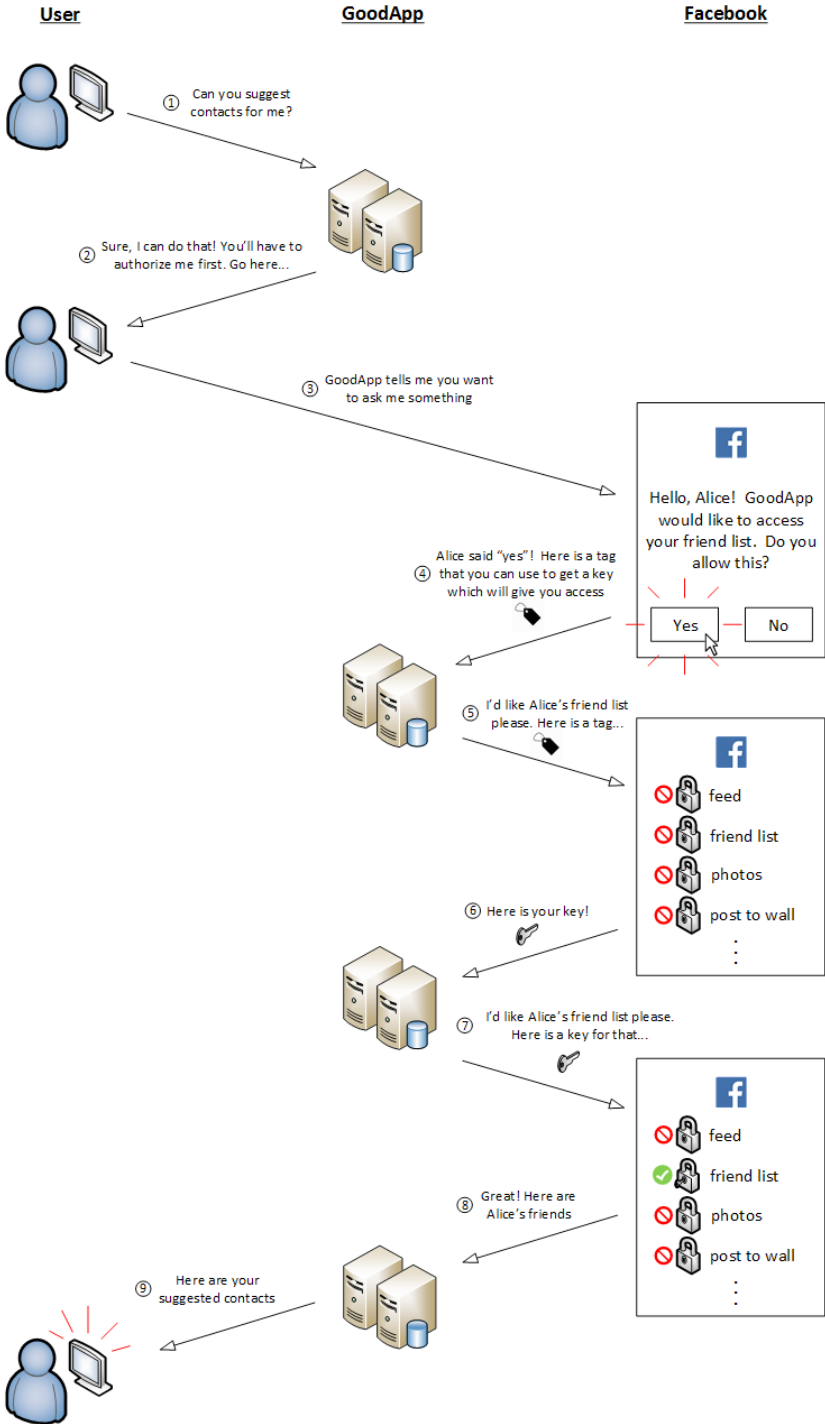 User
GoodApp
Facebook
① Can you suggest
contacts for me?
② Sure, I can do that! You'll have to
authorize me first. Go here...
③ GoodApp tells me you want
to ask me something
f
Hello, Alice! GoodApp
would like to access
your friend list. Do you
allow this?
Yes
No
④ Alice said "yes"! Here is a tag
that you can use to get a key
which will give you access
⑤ I'd like Alice's friend list
please. Here is a tag...
f
feed
friend list
photos
post to wall
⑥ Here is your key!
⑦ I'd like Alice's friend list please.
Here is a key for that...
f
feed
friend list
photos
post to wall
⑧ Great! Here are
Alice's friends
⑨ Here are your
suggested contacts